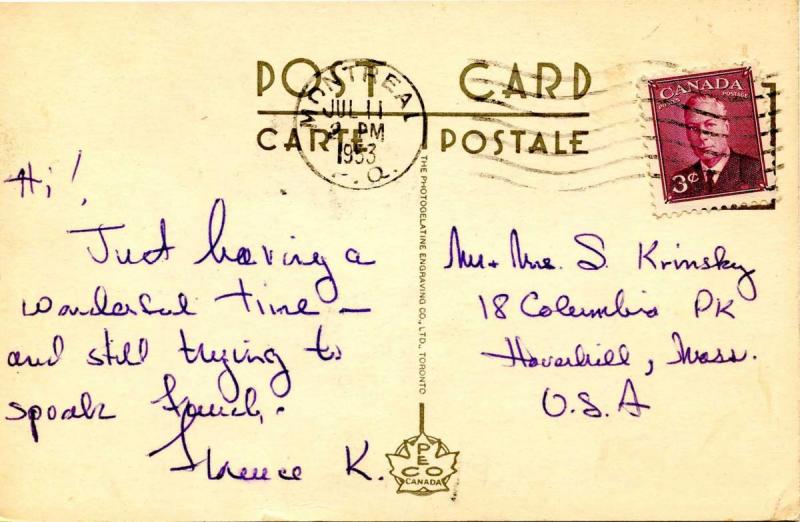 POST CARD
CARTE POSTALE
MONTREAL
JUL 11
PM
1953
P.Q.
CANADA
POSTES POSTAGE
3¢
Hi!
Just having a
wonderful time –
and still trying to
speak French.
Florence K.
THE PHOTOGELATINE ENGRAVING CO., LTD., TORONTO
Mr. + Mrs. S. Krinsky
18 Columbia PK
Haverhill, Mass.
U.S.A
PECO
CANADA